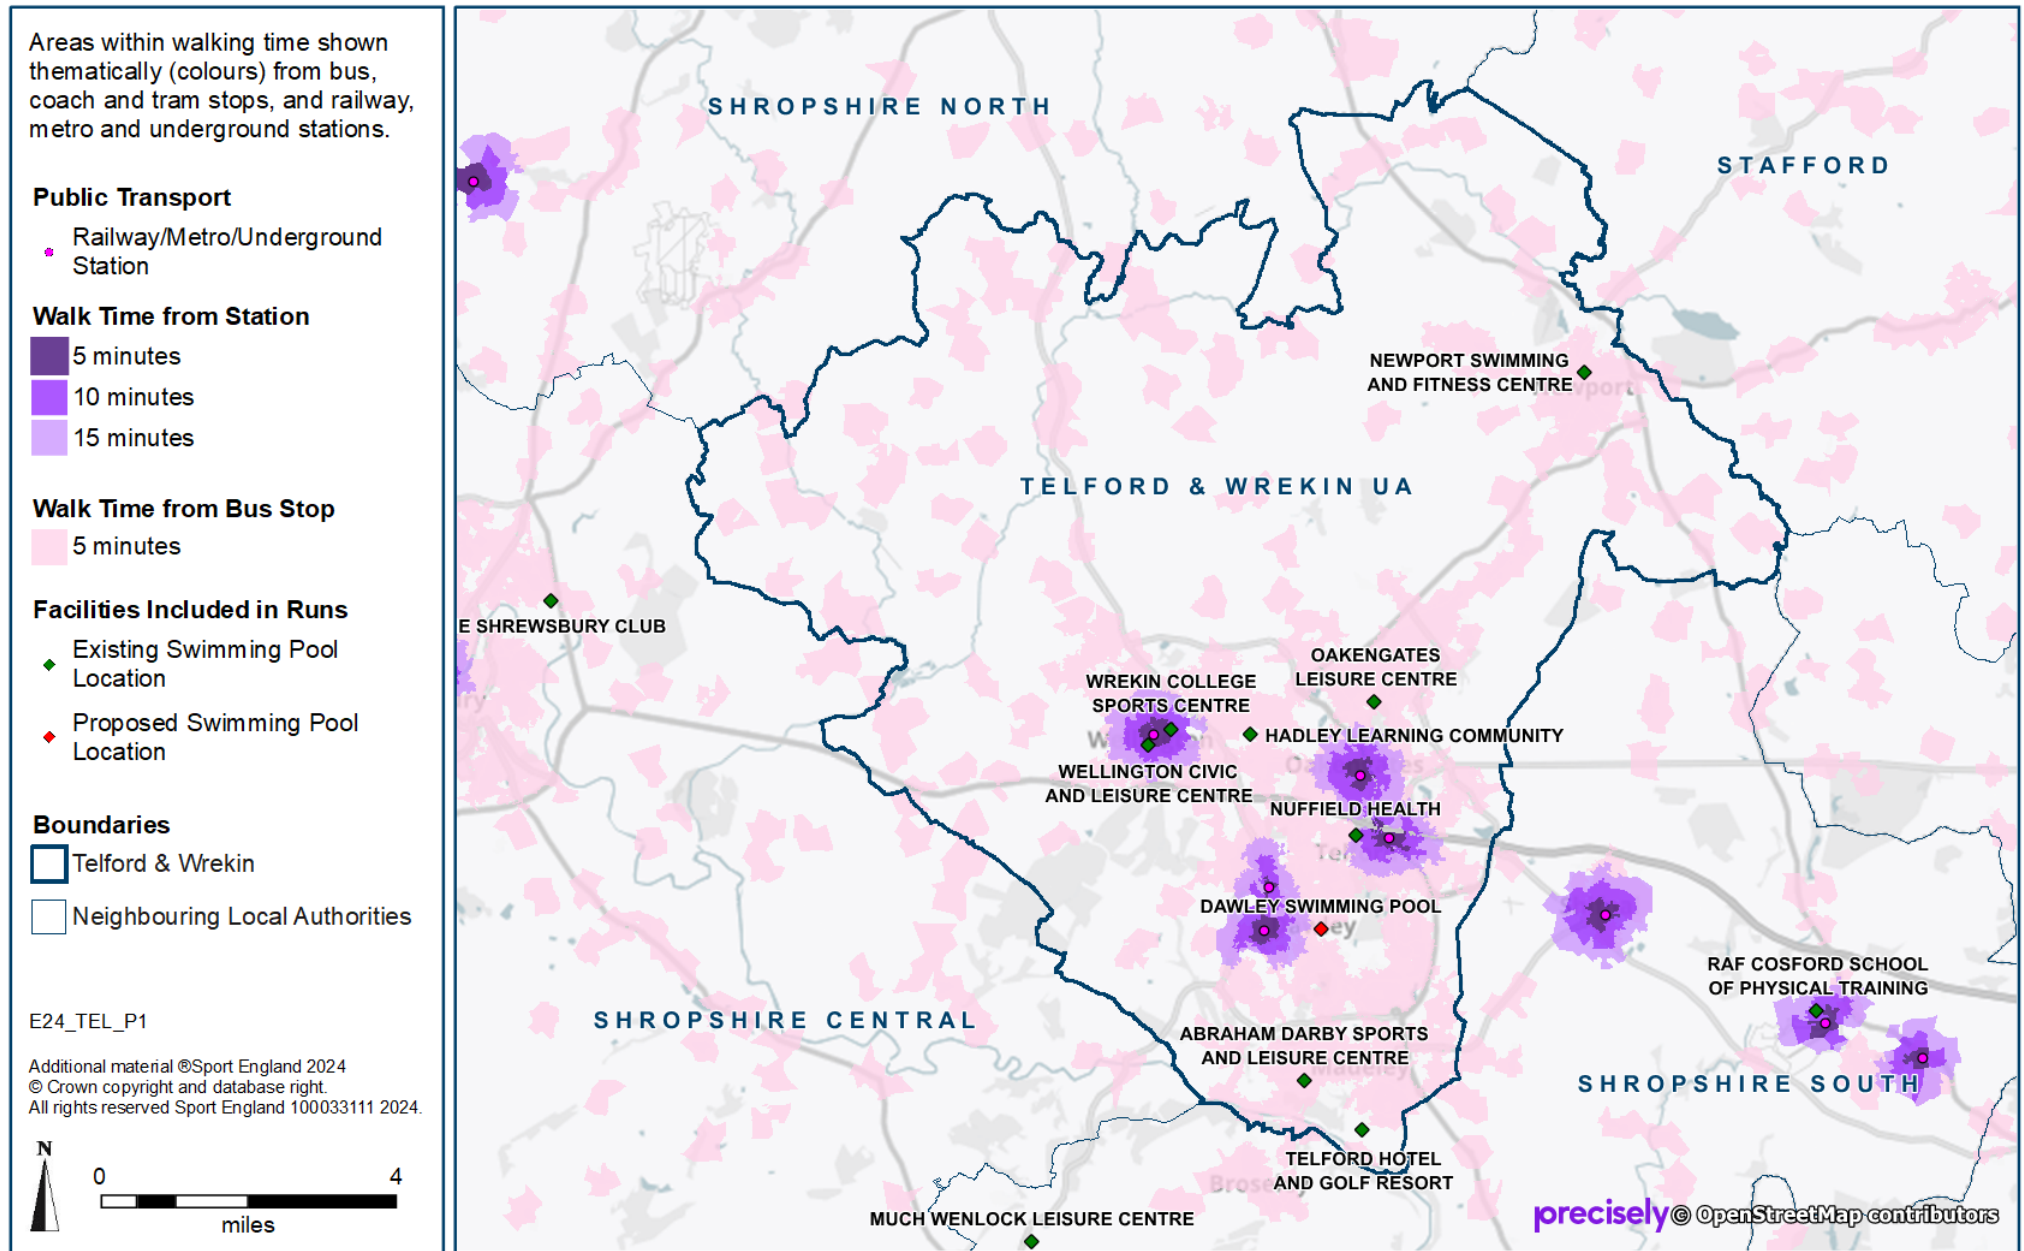 Areas within walking time shown
thematically (colours) from bus,
coach and tram stops, and railway,
metro and underground stations.
Public Transport
Railway/Metro/Underground
Station
Walk Time from Station
5 minutes
10 minutes
15 minutes
Walk Time from Bus Stop
5 minutes
Facilities Included in Runs
Existing Swimming Pool
Location
Proposed Swimming Pool
Location
Boundaries
Telford & Wrekin
Neighbouring Local Authorities
E24_TEL_P1
Additional material ®Sport England 2024
© Crown copyright and database right.
All rights reserved Sport England 100033111 2024.
N
0 4
miles
SHROPSHIRE NORTH
STAFFORD
NEWPORT SWIMMING
AND FITNESS CENTRE
TELFORD & WREKIN UA
E SHREWSBURY CLUB
OAKENGATES
LEISURE CENTRE
WREKIN COLLEGE
SPORTS CENTRE
HADLEY LEARNING COMMUNITY
WELLINGTON CIVIC
AND LEISURE CENTRE
NUFFIELD HEALTH
DAWLEY SWIMMING POOL
RAF COSFORD SCHOOL
OF PHYSICAL TRAINING
SHROPSHIRE CENTRAL
ABRAHAM DARBY SPORTS
AND LEISURE CENTRE
Madeley
SHROPSHIRE SOUTH
TELFORD HOTEL
AND GOLF RESORT
MUCH WENLOCK LEISURE CENTRE
precisely © OpenStreetMap contributors